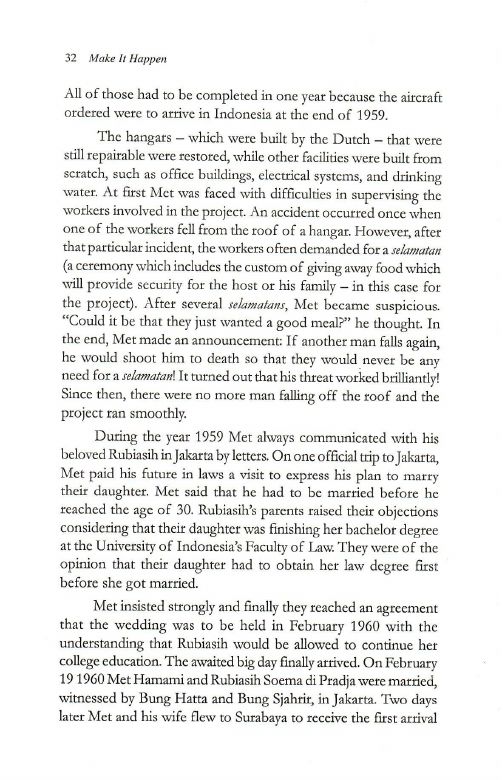 32 Make It Happen
All of those had to be completed in one year because the aircraft
ordered were to arrive in Indonesia at the end of 1959.
The hangars – which were built by the Dutch – that were
still repairable were restored, while other facilities were built from
scratch, such as office buildings, electrical systems, and drinking
water. At first Met was faced with difficulties in supervising the
workers involved in the project. An accident occurred once when
one of the workers fell from the roof of a hangar. However, after
that particular incident, the workers often demanded for a selamatan
(a ceremony which includes the custom of giving away food which
will provide security for the host or his family – in this case for
the project). After several selamatans, Met became suspicious.
“Could it be that they just wanted a good meal?” he thought. In
the end, Met made an announcement: If another man falls again,
he would shoot him to death so that they would never be any
need for a selamatan! It turned out that his threat worked brilliantly!
Since then, there were no more man falling off the roof and the
project ran smoothly.
During the year 1959 Met always communicated with his
beloved Rubiasih in Jakarta by letters. On one official trip to Jakarta,
Met paid his future in laws a visit to express his plan to marry
their daughter. Met said that he had to be married before he
reached the age of 30. Rubiasih’s parents raised their objections
considering that their daughter was finishing her bachelor degree
at the University of Indonesia’s Faculty of Law. They were of the
opinion that their daughter had to obtain her law degree first
before she got married.
Met insisted strongly and finally they reached an agreement
that the wedding was to be held in February 1960 with the
understanding that Rubiasih would be allowed to continue her
college education. The awaited big day finally arrived. On February
19 1960 Met Hamami and Rubiasih Soema di Pradja were married,
witnessed by Bung Hatta and Bung Sjahrir, in Jakarta. Two days
later Met and his wife flew to Surabaya to receive the first arrival